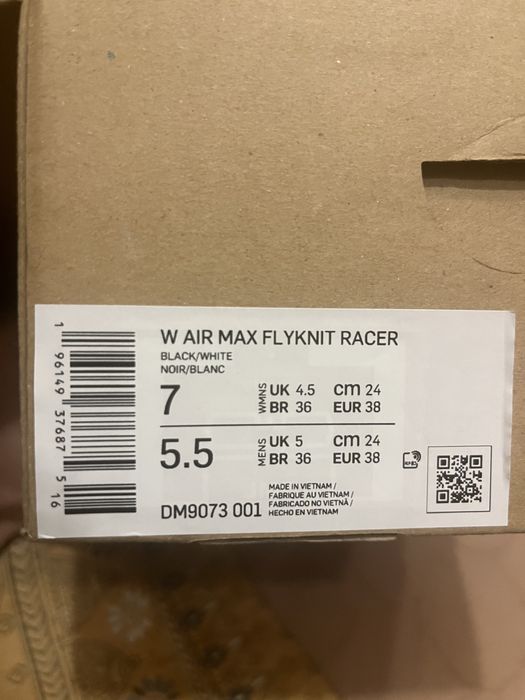 W AIR MAX FLYKNIT RACER
BLACK/WHITE
NOIR/BLANC
7 WMNS UK 4.5 cm 24
BR 36 EUR 38
5.5 MENS UK 5 cm 24
BR 36 EUR 38
DM9073 001
MADE IN VIETNAM /
FABRIQUE AU VIETNAM /
FABRICADO NO VIETNÃ /
HECHO EN VIETNAM
1 96149 37687 5 16